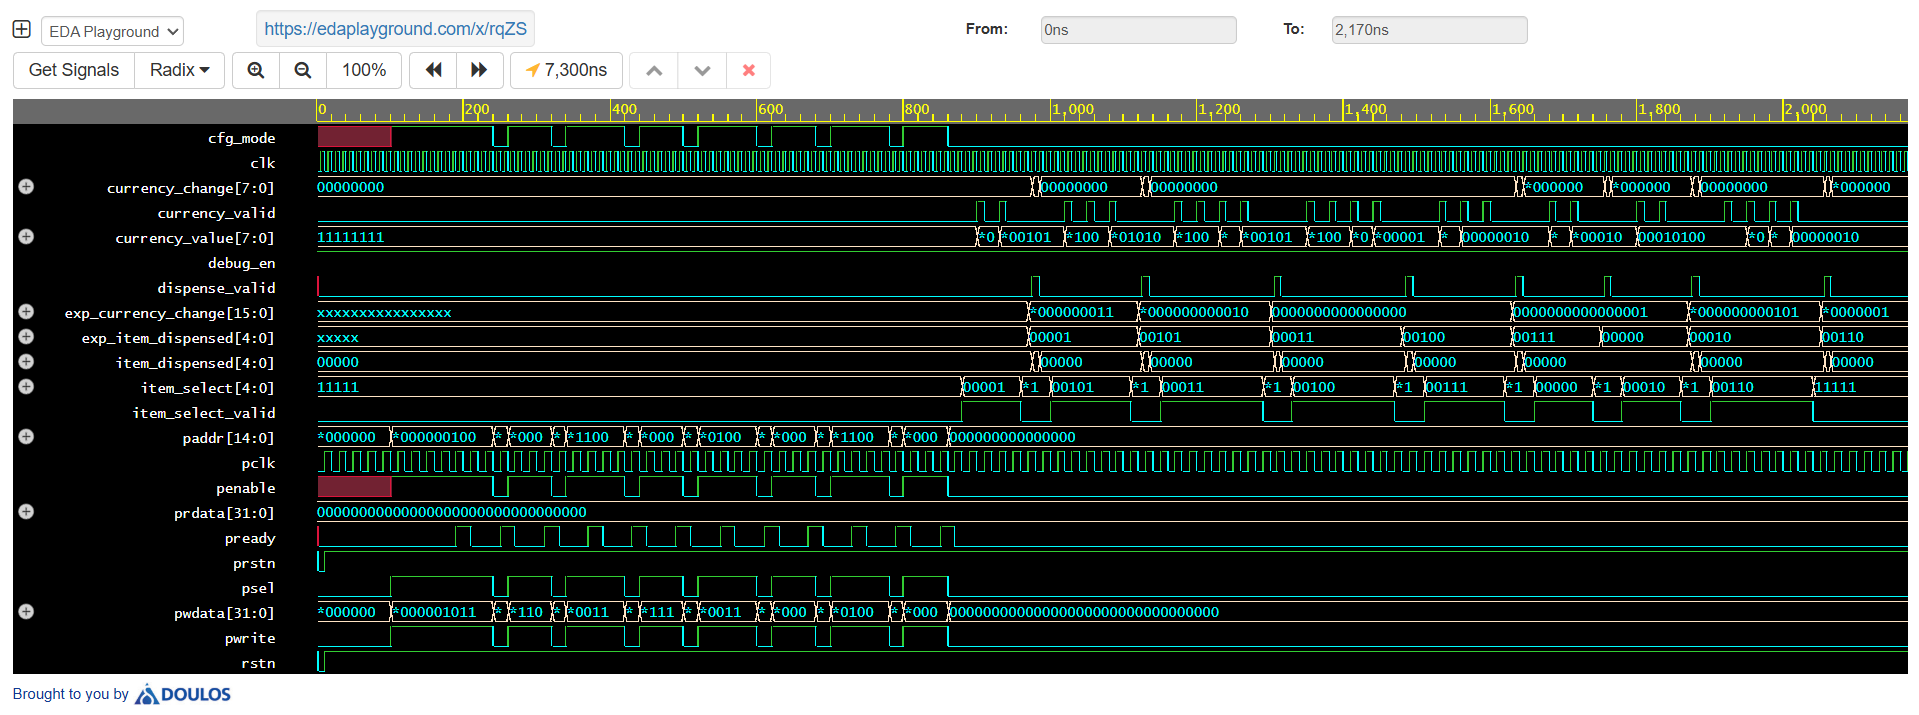 EDA Playground
https://edaplayground.com/x/rqZS
From: 0ns To: 2,170ns
Get Signals Radix 100% 7,300ns
0 200 400 600 800 1,000 1,200 1,400 1,600 1,800 2,000
cfg_mode
clk
currency_change[7:0] 00000000 00000000 00000000 *000000 *000000 00000000 *000000
currency_valid
currency_value[7:0] 11111111 *0 *00101 *100 *01010 *100 * *00101 *100 *0 *00001 * 00000010 * *00010 00010100 *0 * 00000010
debug_en
dispense_valid
exp_currency_change[15:0] xxxxxxxxxxxxxxxx *000000011 *000000000010 0000000000000000 0000000000000001 *000000000101 *0000001
exp_item_dispensed[4:0] xxxxx 00001 00101 00011 00100 00111 00000 00010 00110
item_dispensed[4:0] 00000 00000 00000 00000 00000 00000 00000 00000
item_select[4:0] 11111 00001 *1 00101 *1 00011 *1 00100 *1 00111 *1 00000 *1 00010 *1 00110 11111
item_select_valid
paddr[14:0] *000000 *000000100 * *000 * *1100 * *000 * *0100 * *000 * *1100 * *000 000000000000000
pclk
penable
prdata[31:0] 00000000000000000000000000000000
pready
prstn
psel
pwdata[31:0] *000000 *000001011 * *110 * *0011 * *111 * *0011 * *000 * *0100 * *000 00000000000000000000000000000000
pwrite
rstn
Brought to you by DOULOS